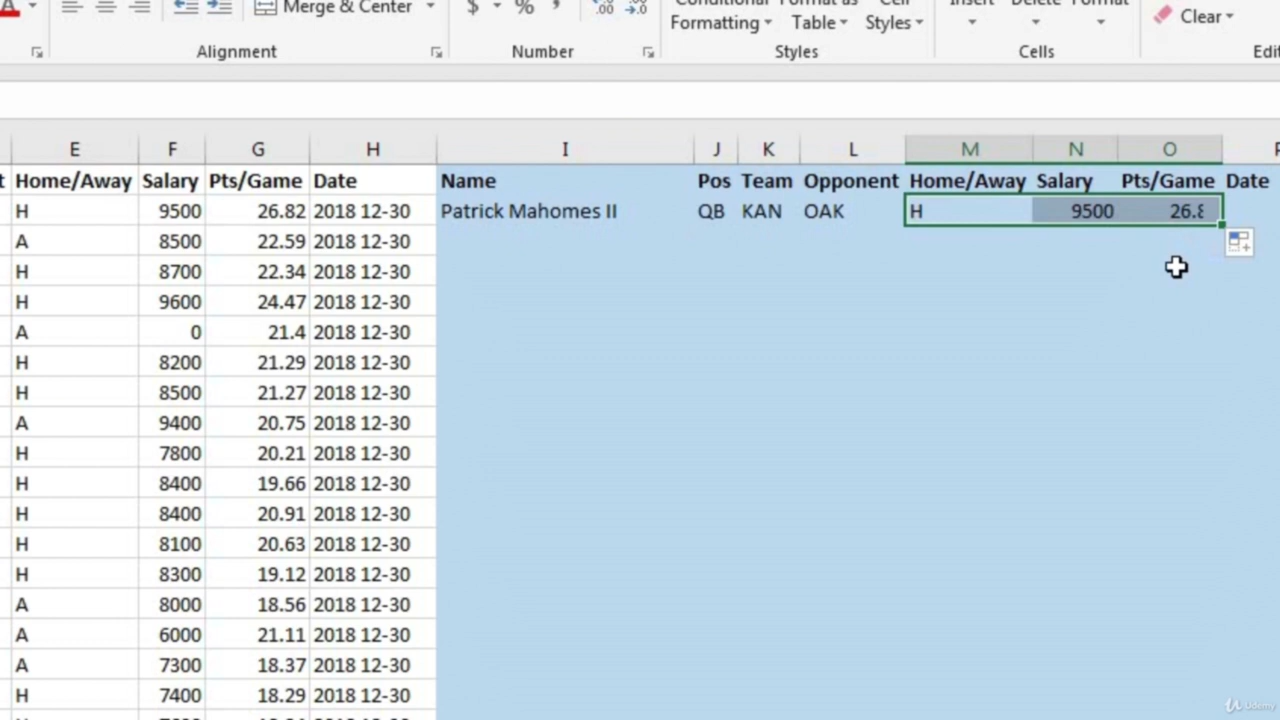 Merge & Center $ % , .00 .0
Conditional Format as Cell Insert Delete Format
Formatting Table Styles Clear
Alignment Number Styles Cells
E F G H I J K L M N O
Home/Away Salary Pts/Game Date Name Pos Team Opponent Home/Away Salary Pts/Game Date
H 9500 26.82 2018 12-30 Patrick Mahomes II QB KAN OAK H 9500 26.8
A 8500 22.59 2018 12-30
H 8700 22.34 2018 12-30
H 9600 24.47 2018 12-30
A 0 21.4 2018 12-30
H 8200 21.29 2018 12-30
H 8500 21.27 2018 12-30
A 9400 20.75 2018 12-30
H 7800 20.21 2018 12-30
H 8400 19.66 2018 12-30
H 8400 20.91 2018 12-30
H 8100 20.63 2018 12-30
H 8300 19.12 2018 12-30
A 8000 18.56 2018 12-30
A 6000 21.11 2018 12-30
A 7300 18.37 2018 12-30
H 7400 18.29 2018 12-30
Udemy